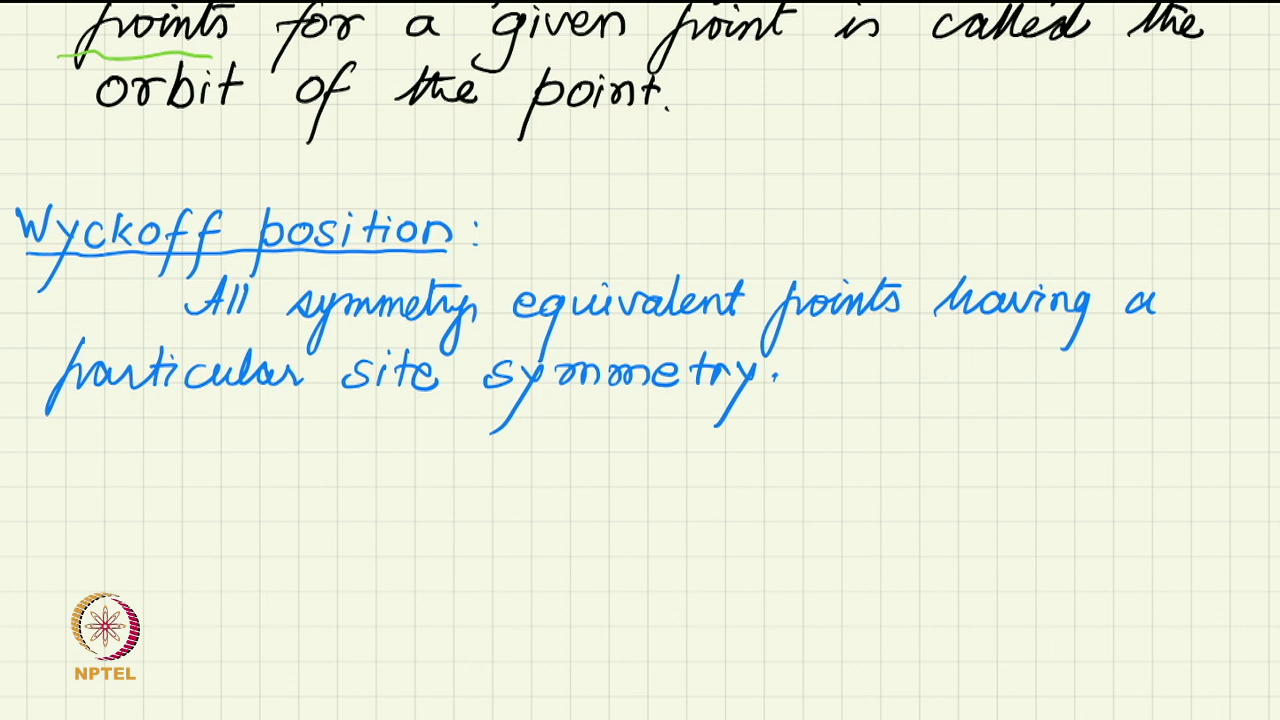 points for a given point is called the
orbit of the point.
Wyckoff position:
All symmetry equivalent points having a
particular site symmetry.
NPTEL